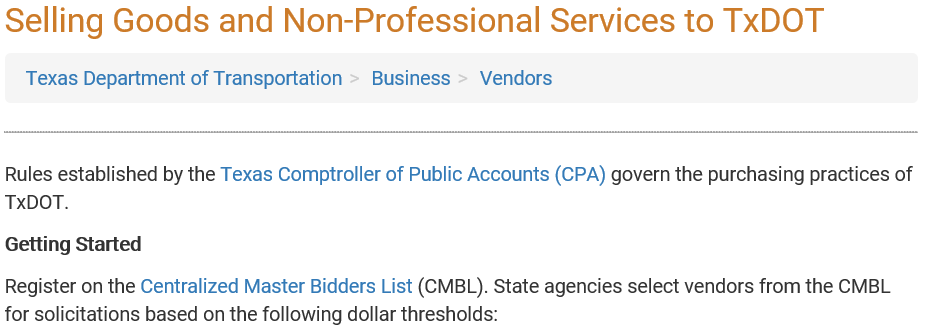 Selling Goods and Non-Professional Services to TxDOT
Texas Department of Transportation > Business > Vendors
Rules established by the Texas Comptroller of Public Accounts (CPA) govern the purchasing practices of
TxDOT.
Getting Started
Register on the Centralized Master Bidders List (CMBL). State agencies select vendors from the CMBL
for solicitations based on the following dollar thresholds: